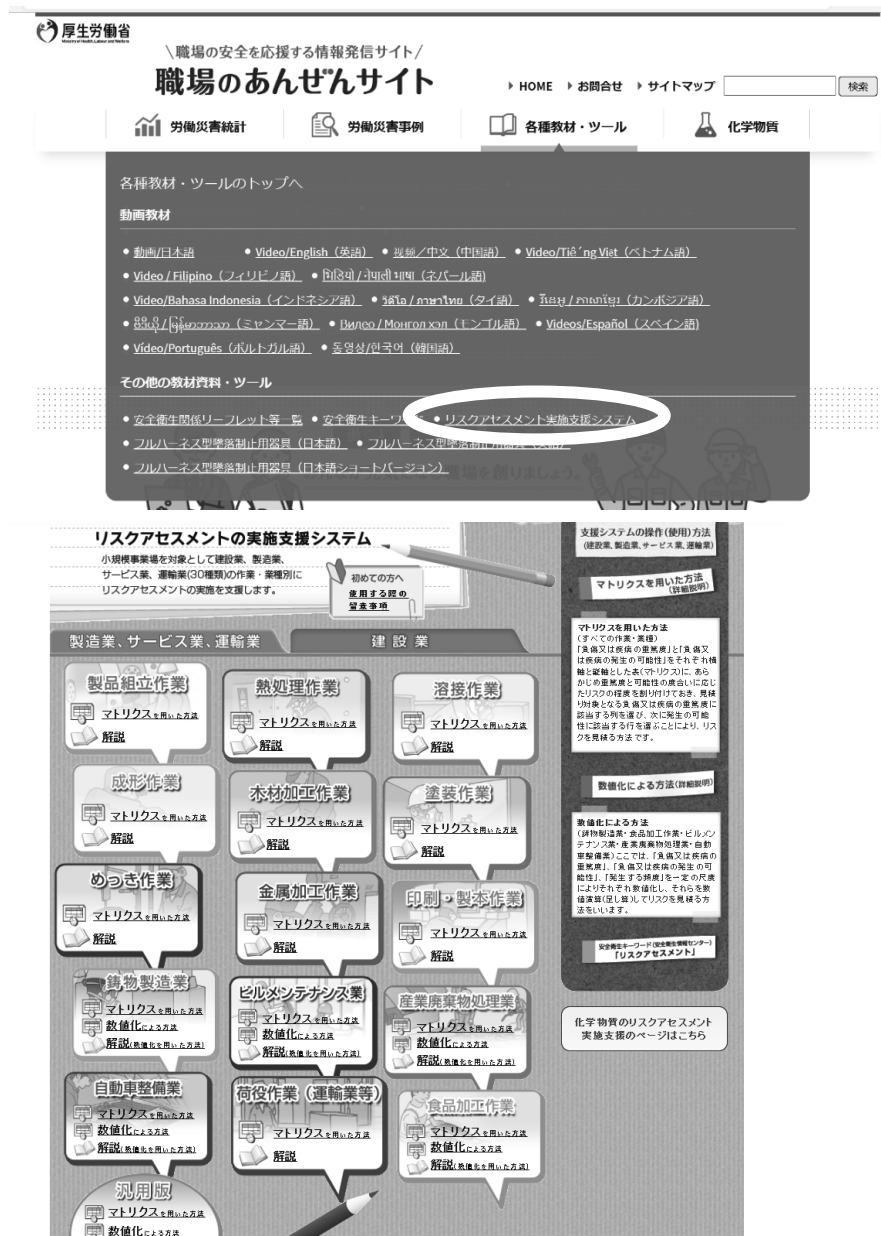 厚生労働省
Ministry of Health, Labour and Welfare
\職場の安全を応援する情報発信サイト/
職場のあんぜんサイト
HOME お問合せ サイトマップ 検索
労働災害統計 労働災害事例 各種教材・ツール 化学物質
各種教材・ツールのトップへ
動画教材
• 動画/日本語 • Video/English（英語） • 视频／中文（中国語） • Video/Tiếng Việt（ベトナム語）
• Video / Filipino（フィリピノ語） • भिडियो / नेपाली भाषा（ネパール語)
• Video/Bahasa Indonesia（インドネシア語） • วิดีโอ / ภาษาไทย（タイ語） • វីដេអូ / ភាសាខ្មែរ（カンボジア語）
• ဗီဒီယို / မြန်မာဘာသာ（ミャンマー語） • Видео / Монгол хэл（モンゴル語） • Videos/Español（スペイン語)
• Vídeo/Português（ポルトガル語） • 동영상/한국어（韓国語）
その他の教材資料・ツール
• 安全衛生関係リーフレット等一覧 • 安全衛生キーワ • リスクアセスメント実施支援システム
• フルハーネス型墜落制止用器具（日本語） • フルハーネス型墜落制止用器具
• フルハーネス型墜落制止用器具（日本語ショートバージョン）
職場を創りましょう。
リスクアセスメントの実施支援システム
小規模事業場を対象として建設業、製造業、
サービス業、運輸業(30種類)の作業・業種別に
リスクアセスメントの実施を支援します。
初めての方へ
使用する際の
留意事項
製造業、サービス業、運輸業 建設業
製品組立作業
マトリクスを用いた方法
解説
熱処理作業
マトリクスを用いた方法
解説
溶接作業
マトリクスを用いた方法
解説
成形作業
マトリクスを用いた方法
解説
木材加工作業
マトリクスを用いた方法
解説
塗装作業
マトリクスを用いた方法
解説
めっき作業
マトリクスを用いた方法
解説
金属加工作業
マトリクスを用いた方法
解説
印刷・製本作業
マトリクスを用いた方法
解説
鋳物製造業
マトリクスを用いた方法
数値化による方法
解説(数値化を用いた方法)
ビルメンテナンス業
マトリクスを用いた方法
数値化による方法
解説(数値化を用いた方法)
産業廃棄物処理業
マトリクスを用いた方法
数値化による方法
解説(数値化を用いた方法)
自動車整備業
マトリクスを用いた方法
数値化による方法
解説(数値化を用いた方法)
荷役作業（運輸業等）
マトリクスを用いた方法
解説
食品加工作業
マトリクスを用いた方法
数値化による方法
解説(数値化を用いた方法)
汎用版
マトリクスを用いた方法
数値化による方法
支援システムの操作(使用)方法
(建設業、製造業、サービス業、運輸業)
マトリクスを用いた方法
(詳細説明)
マトリクスを用いた方法
(すべての作業・業種)
「負傷又は疾病の重篤度」と「負傷又
は疾病の発生の可能性」をそれぞれ横
軸と縦軸とした表(マトリクス)に、あら
かじめ重篤度と可能性の度合いに応じ
たリスクの程度を割り付けておき、見積
り対象となる負傷又は疾病の重篤度に
該当する列を選び、次に発生の可能
性に該当する行を選ぶことにより、リス
クを見積る方法です。
数値化による方法(詳細説明)
数値化による方法
(鋳物製造業・食品加工作業・ビルメン
テナンス業・産業廃棄物処理業・自動
車整備業)ここでは、「負傷又は疾病の
重篤度」、「負傷又は疾病の発生の可
能性」、「発生する頻度」を一定の尺度
によりそれぞれ数値化し、それらを数
値演算(足し算)してリスクを見積る方
法をいいます。
安全衛生キーワード(安全衛生情報センター)
「リスクアセスメント」
化学物質のリスクアセスメント
実施支援のページはこちら